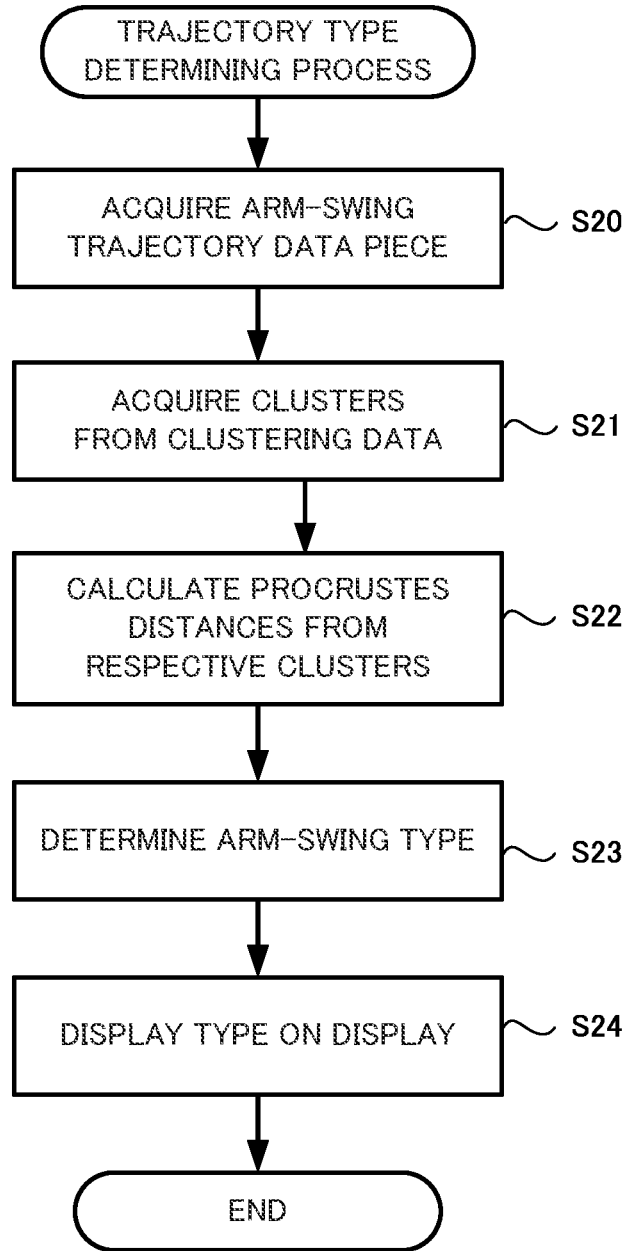 TRAJECTORY TYPE
DETERMINING PROCESS
ACQUIRE ARM-SWING
TRAJECTORY DATA PIECE
S20
ACQUIRE CLUSTERS
FROM CLUSTERING DATA
S21
CALCULATE PROCRUSTES
DISTANCES FROM
RESPECTIVE CLUSTERS
S22
DETERMINE ARM-SWING TYPE
S23
DISPLAY TYPE ON DISPLAY
S24
END